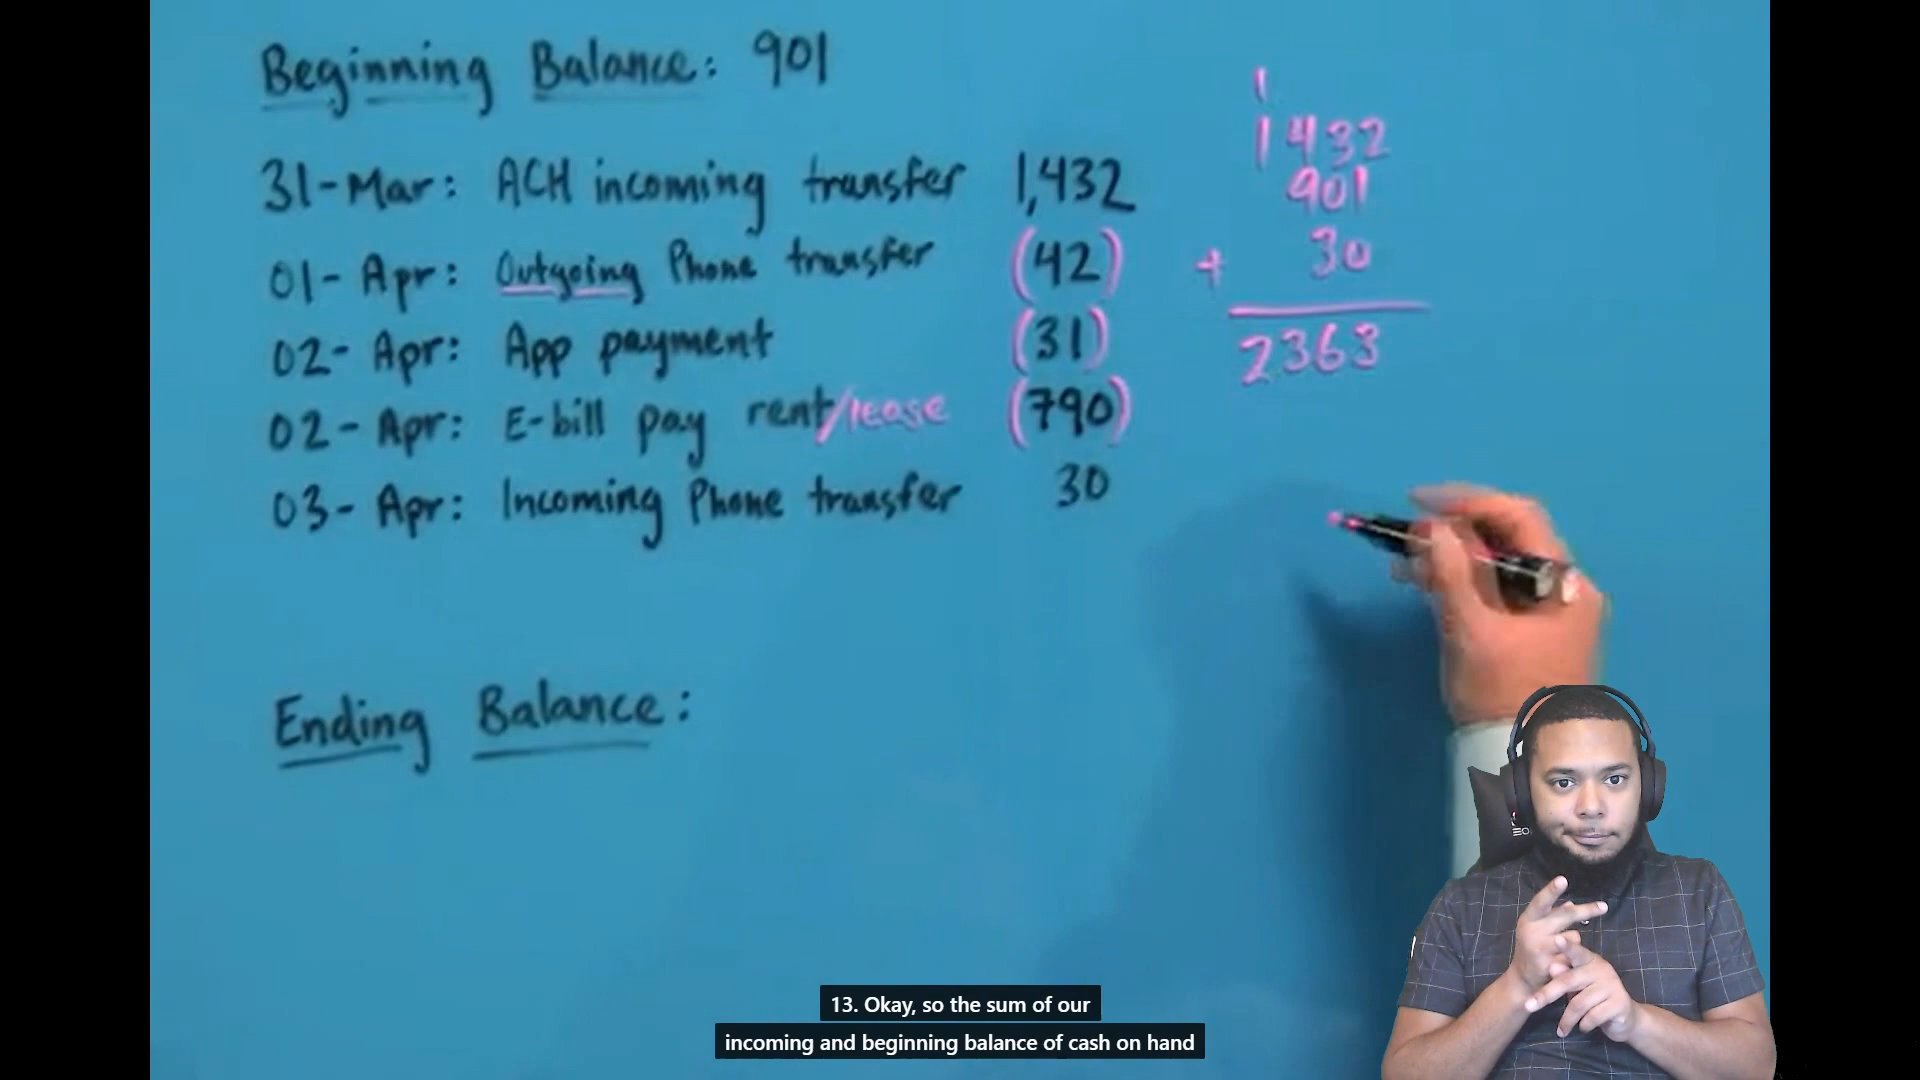 Beginning Balance: 901
31-Mar: ACH incoming transfer 1,432
01-Apr: Outgoing Phone transfer (42)
02-Apr: App payment (31)
02-Apr: E-bill pay rent/lease (790)
03-Apr: Incoming Phone transfer 30
Ending Balance:
1
1432
901
+ 30
2363
13. Okay, so the sum of our
incoming and beginning balance of cash on hand